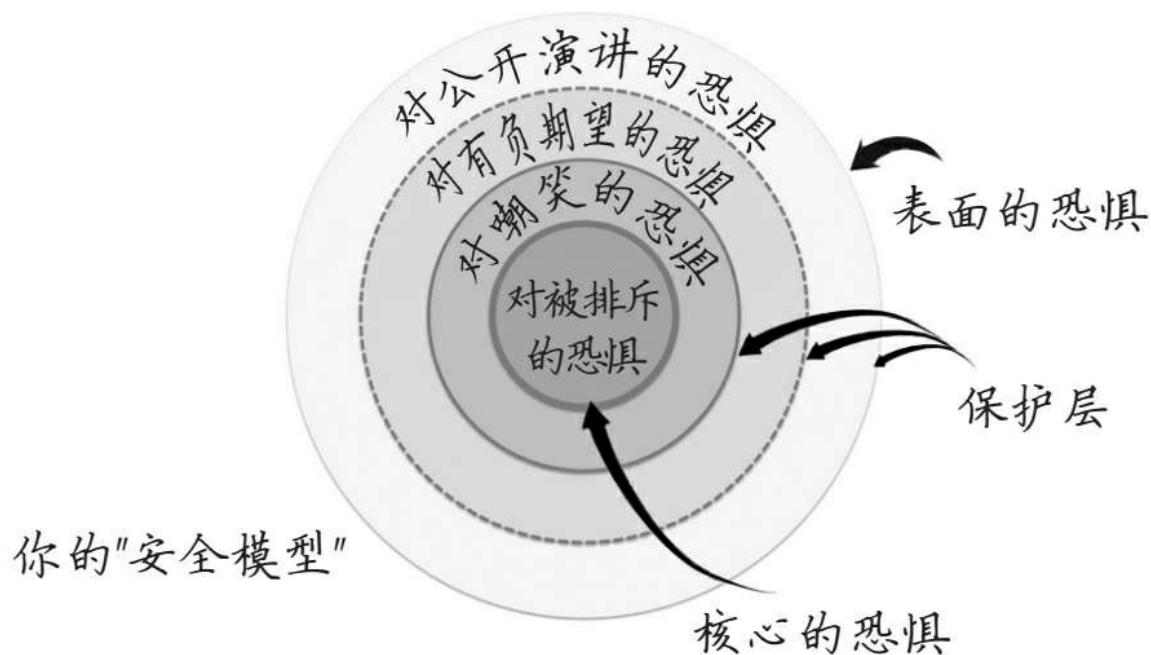 对公开演讲的恐惧
对有负期望的恐惧
对嘲笑的恐惧
对被排斥
的恐惧
表面的恐惧
保护层
你的"安全模型"
核心的恐惧